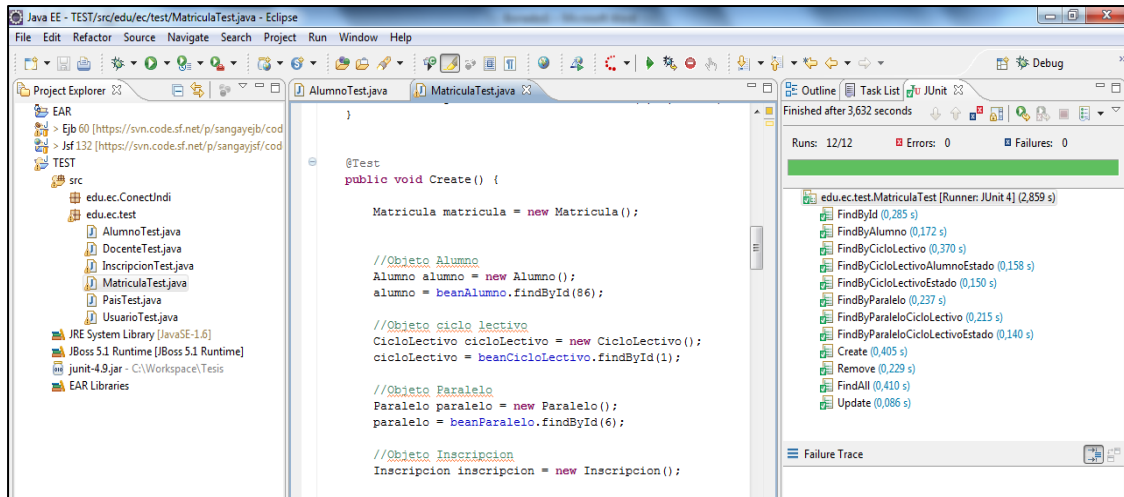 Java EE - TEST/src/edu/ec/test/MatriculaTest.java - Eclipse
File Edit Refactor Source Navigate Search Project Run Window Help
Debug
Project Explorer
EAR
> Ejb 60 [https://svn.code.sf.net/p/sangayejb/cod
> Jsf 132 [https://svn.code.sf.net/p/sangayjsf/cod
TEST
src
edu.ec.ConectJndi
edu.ec.test
AlumnoTest.java
DocenteTest.java
InscripcionTest.java
MatriculaTest.java
PaisTest.java
UsuarioTest.java
JRE System Library [JavaSE-1.6]
JBoss 5.1 Runtime [JBoss 5.1 Runtime]
junit-4.9.jar - C:\Workspace\Tesis
EAR Libraries
AlumnoTest.java MatriculaTest.java
}
@Test
public void Create() {
Matricula matricula = new Matricula();
//Objeto Alumno
Alumno alumno = new Alumno();
alumno = beanAlumno.findById(86);
//Objeto ciclo lectivo
CicloLectivo cicloLectivo = new CicloLectivo();
cicloLectivo = beanCicloLectivo.findById(1);
//Objeto Paralelo
Paralelo paralelo = new Paralelo();
paralelo = beanParalelo.findById(6);
//Objeto Inscripcion
Inscripcion inscripcion = new Inscripcion();
Outline Task List JUnit
Finished after 3,632 seconds
Runs: 12/12 Errors: 0 Failures: 0
edu.ec.test.MatriculaTest [Runner: JUnit 4] (2,859 s)
FindById (0,285 s)
FindByAlumno (0,172 s)
FindByCicloLectivo (0,370 s)
FindByCicloLectivoAlumnoEstado (0,158 s)
FindByCicloLectivoEstado (0,150 s)
FindByParalelo (0,237 s)
FindByParaleloCicloLectivo (0,215 s)
FindByParaleloCicloLectivoEstado (0,140 s)
Create (0,405 s)
Remove (0,229 s)
FindAll (0,410 s)
Update (0,086 s)
Failure Trace